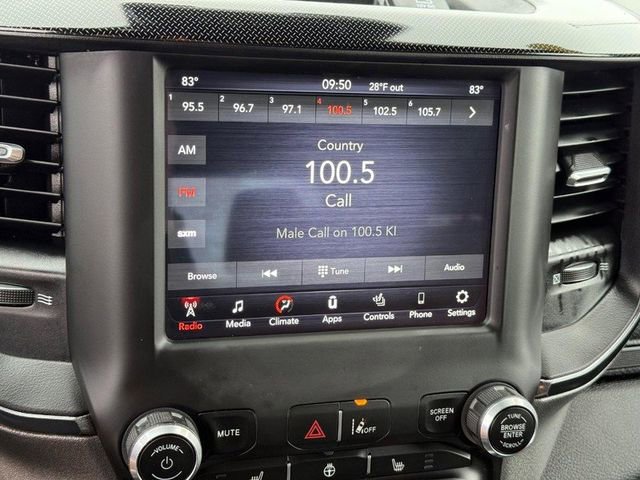 83° 09:50 28°F out 83°
1 95.5 2 96.7 3 97.1 4 100.5 5 102.5 6 105.7
AM Country
100.5
FM Call
sxm Male Call on 100.5 KI
Browse Tune Audio
Radio Media Climate Apps Controls Phone Settings
VOLUME MUTE OFF SCREEN OFF TUNE BROWSE ENTER SCROLL